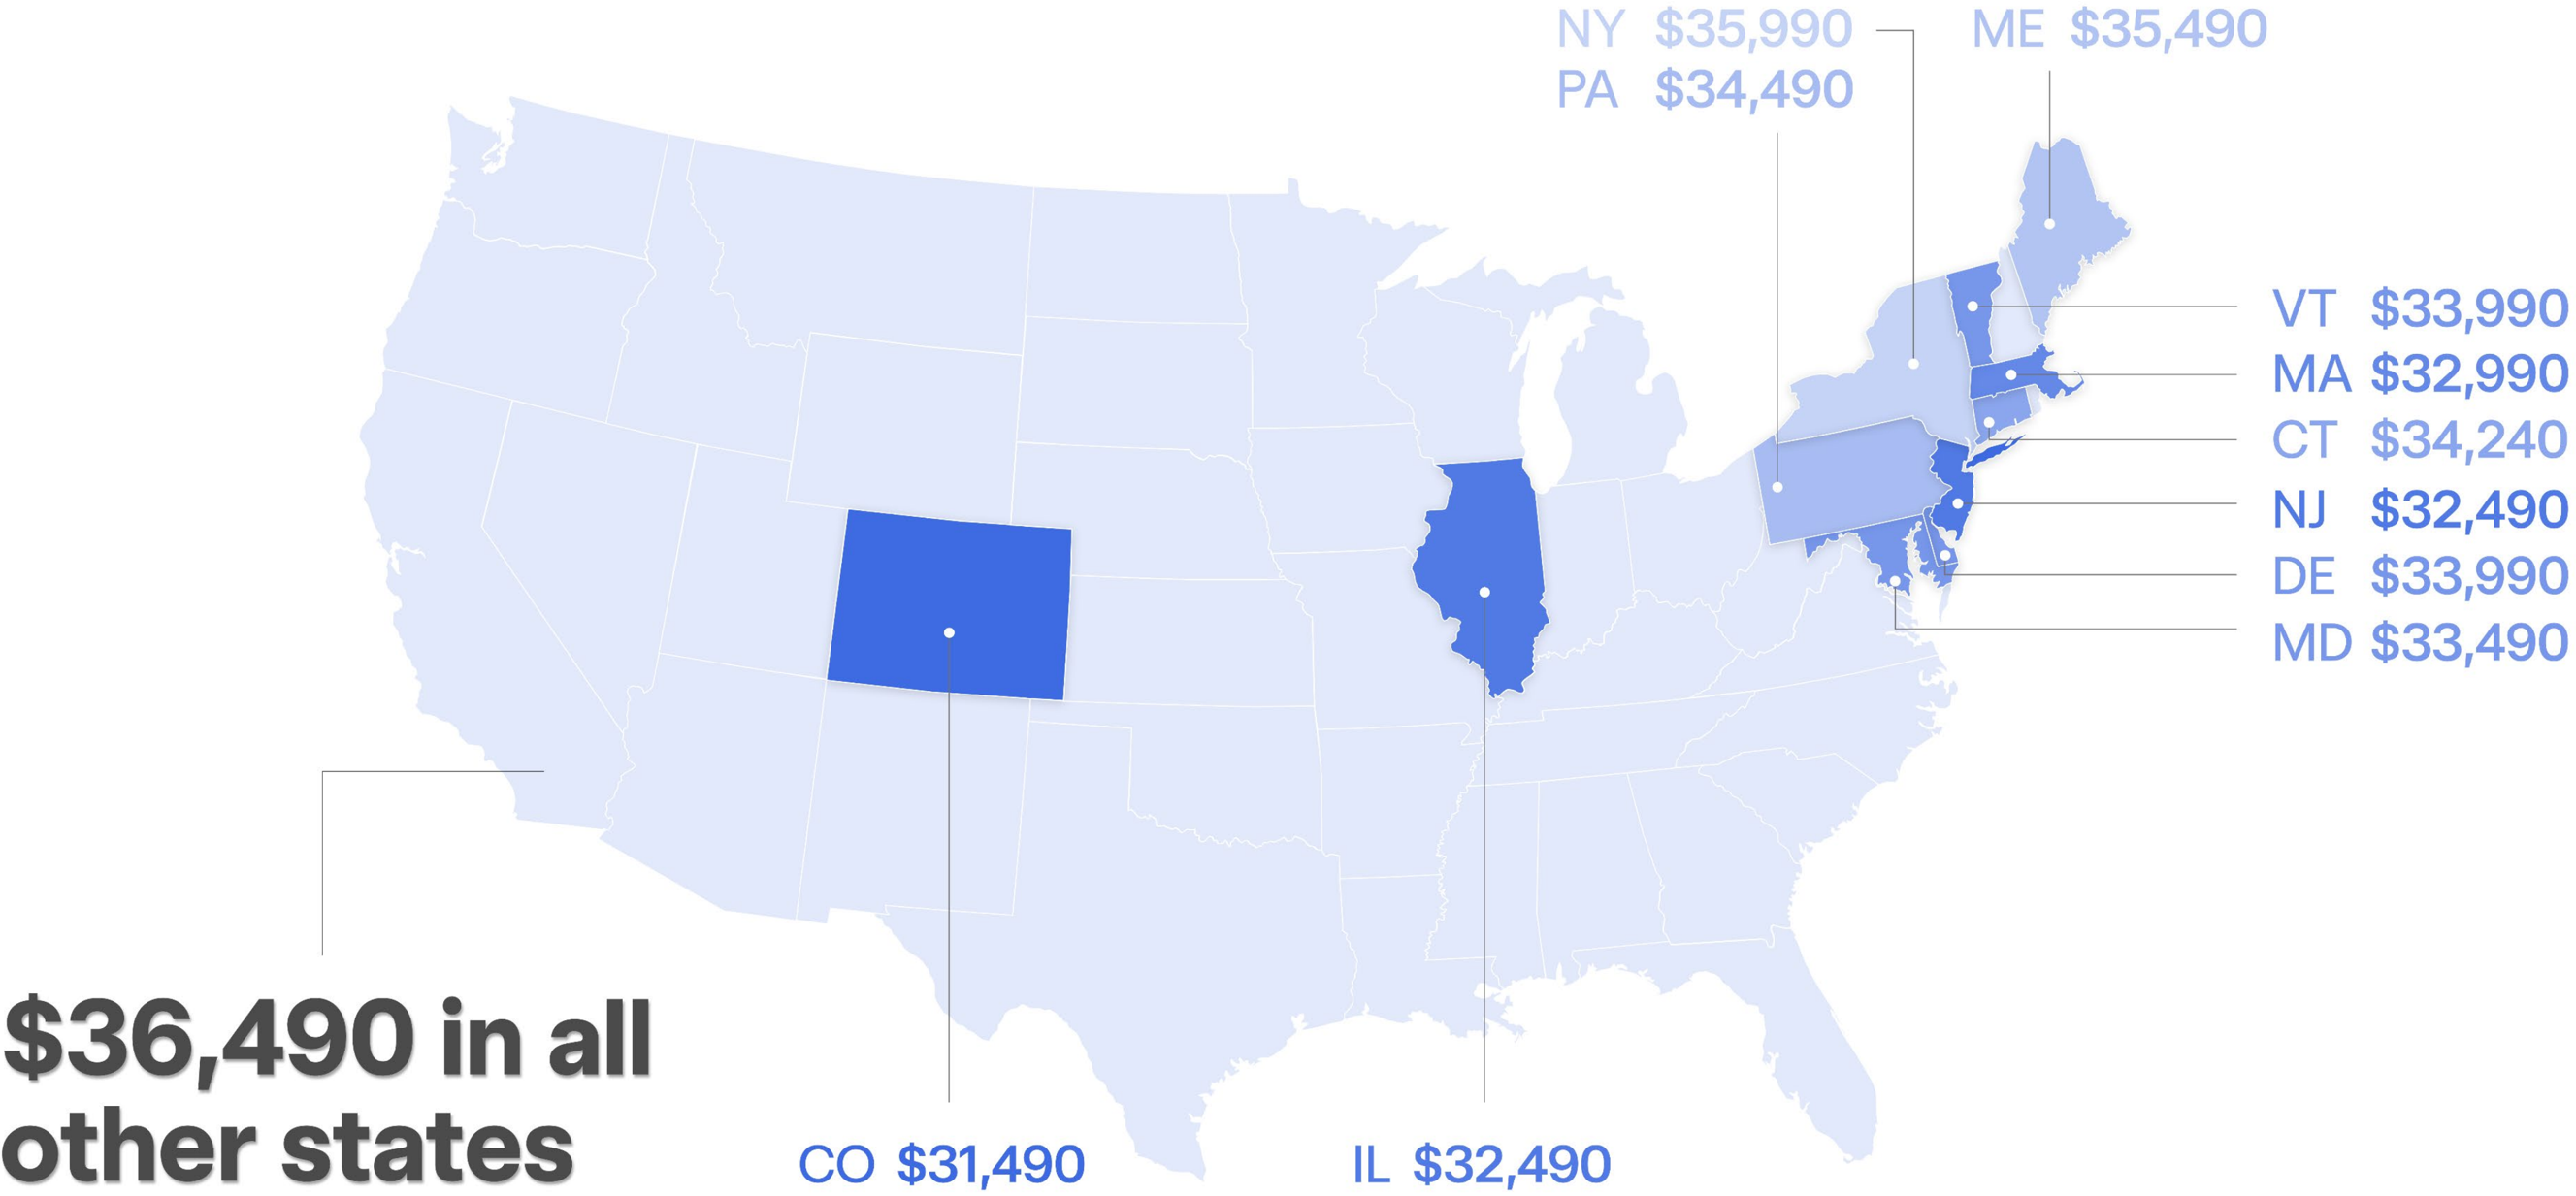 NY $35,990
PA $34,490
ME $35,490
VT $33,990
MA $32,990
CT $34,240
NJ $32,490
DE $33,990
MD $33,490
$36,490 in all
other states
CO $31,490
IL $32,490